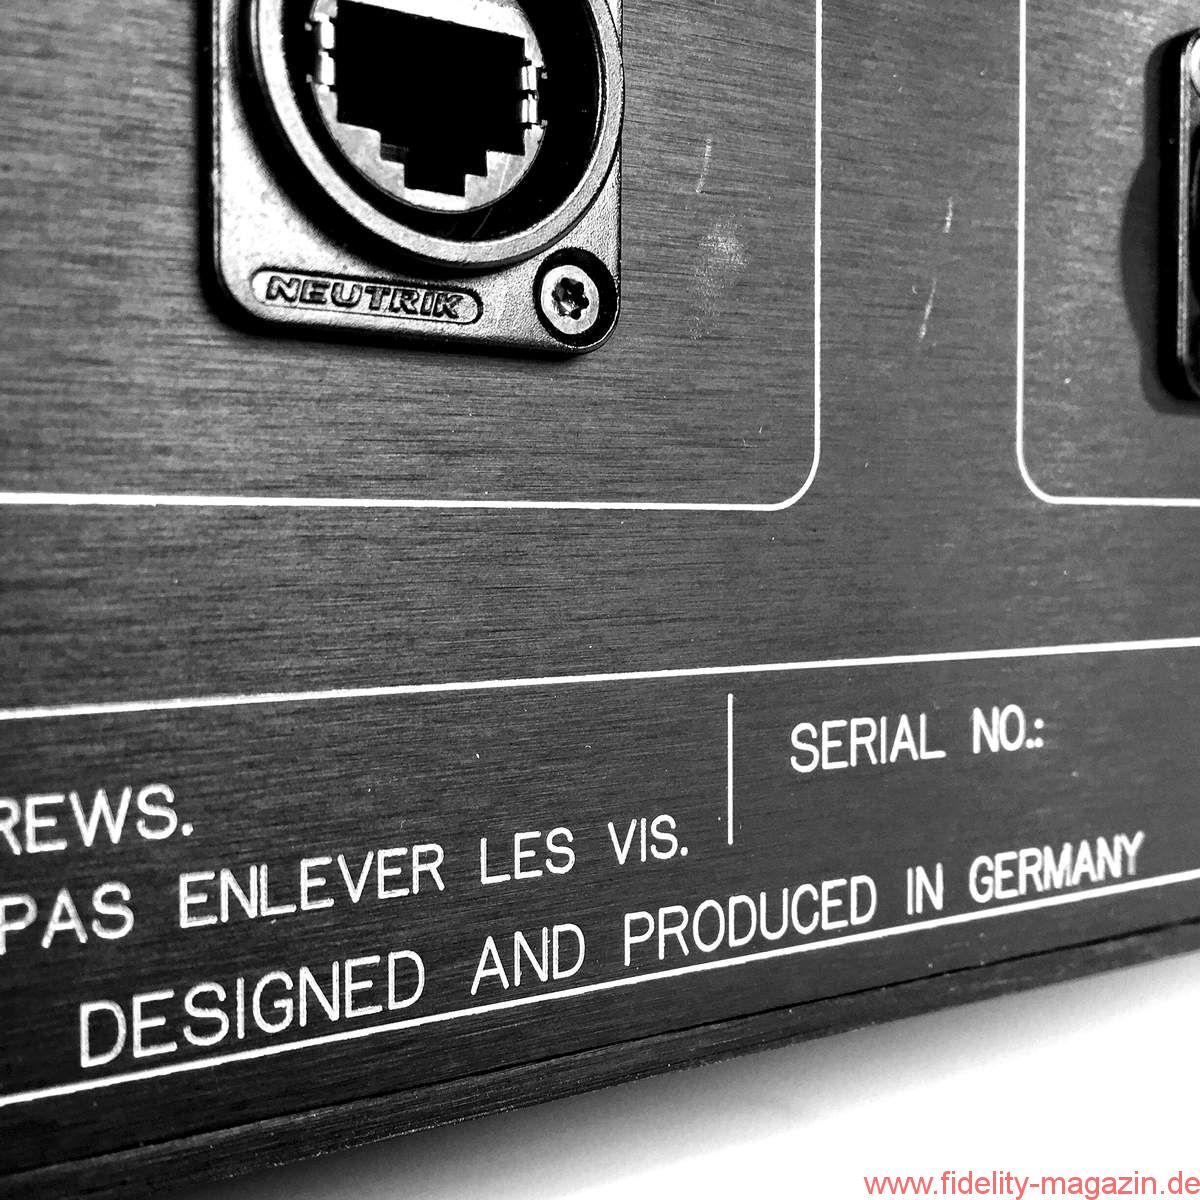 NEUTRIK
SERIAL NO.:
REWS.
PAS ENLEVER LES VIS.
DESIGNED AND PRODUCED IN GERMANY
www.fidelity-magazin.de